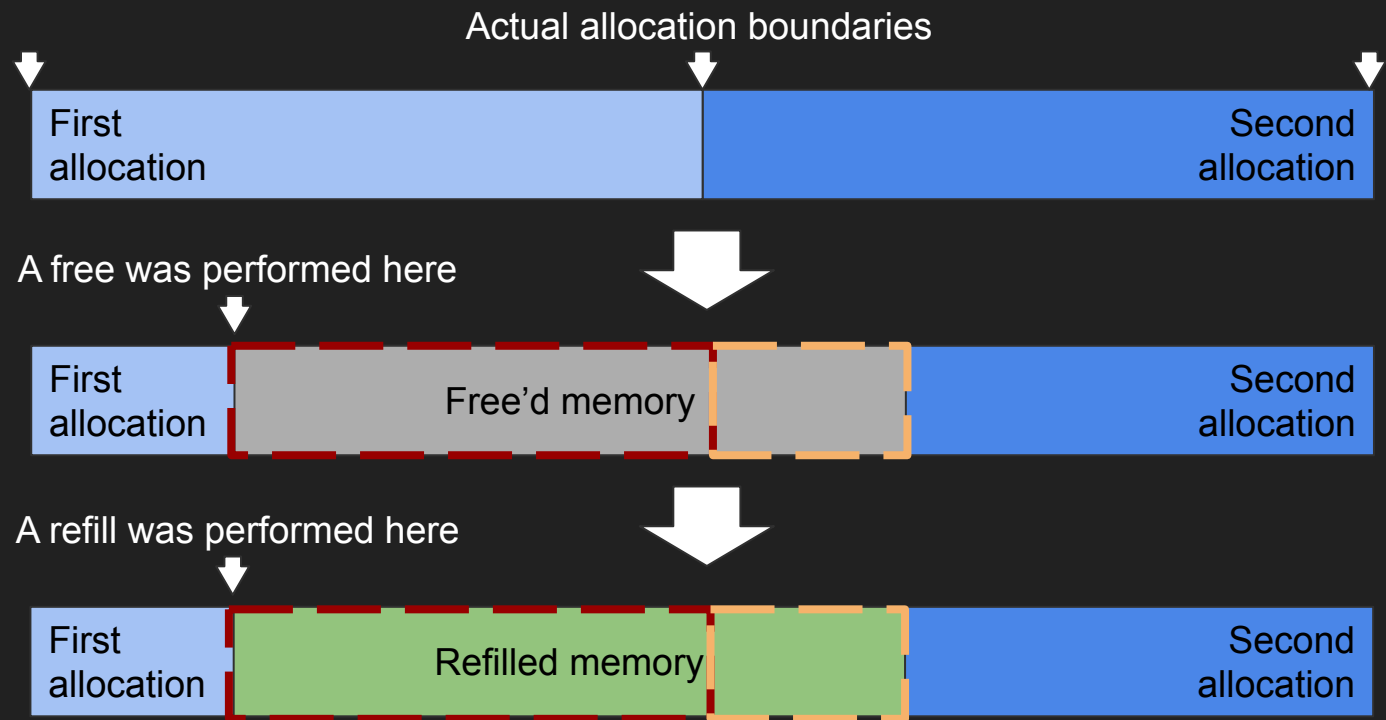 Actual allocation boundaries
First
allocation
Second
allocation
A free was performed here
First
allocation
Free’d memory
Second
allocation
A refill was performed here
First
allocation
Refilled memory
Second
allocation